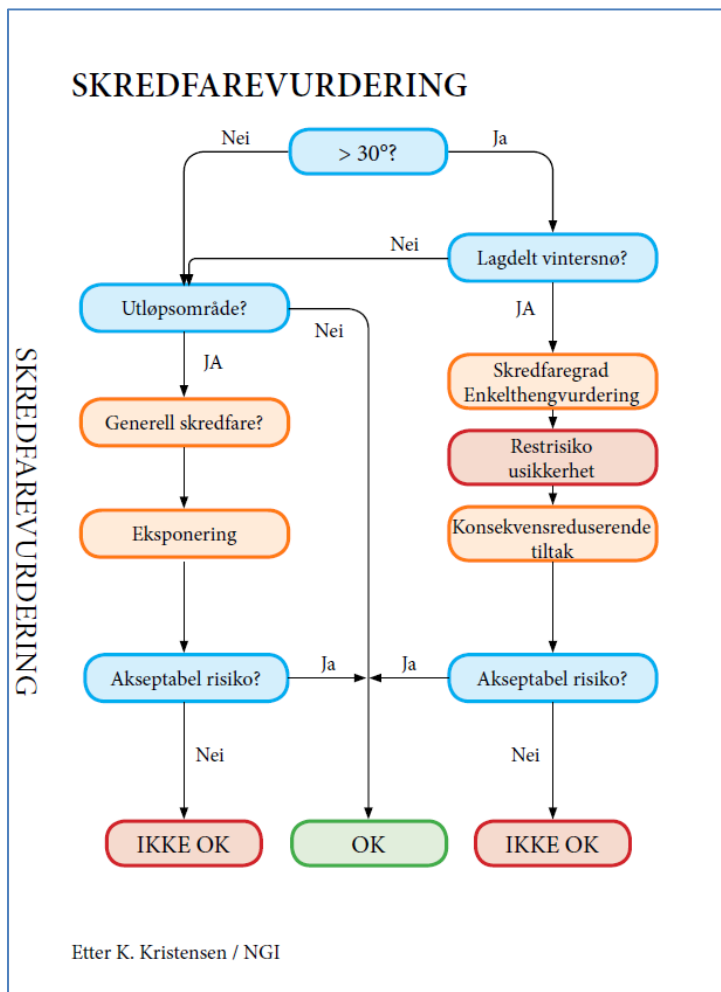 SKREDFAREVURDERING
Nei
> 30°?
Ja
Nei
Lagdelt vintersnø?
Utløpsområde?
Nei
JA
JA
Skredfaregrad
Enkelthengvurdering
Generell skredfare?
Restrisiko
usikkerhet
Eksponering
Konsekvensreduserende
tiltak
SKREDFAREVURDERING
Akseptabel risiko?
Ja
Ja
Akseptabel risiko?
Nei
Nei
IKKE OK
OK
IKKE OK
Etter K. Kristensen / NGI